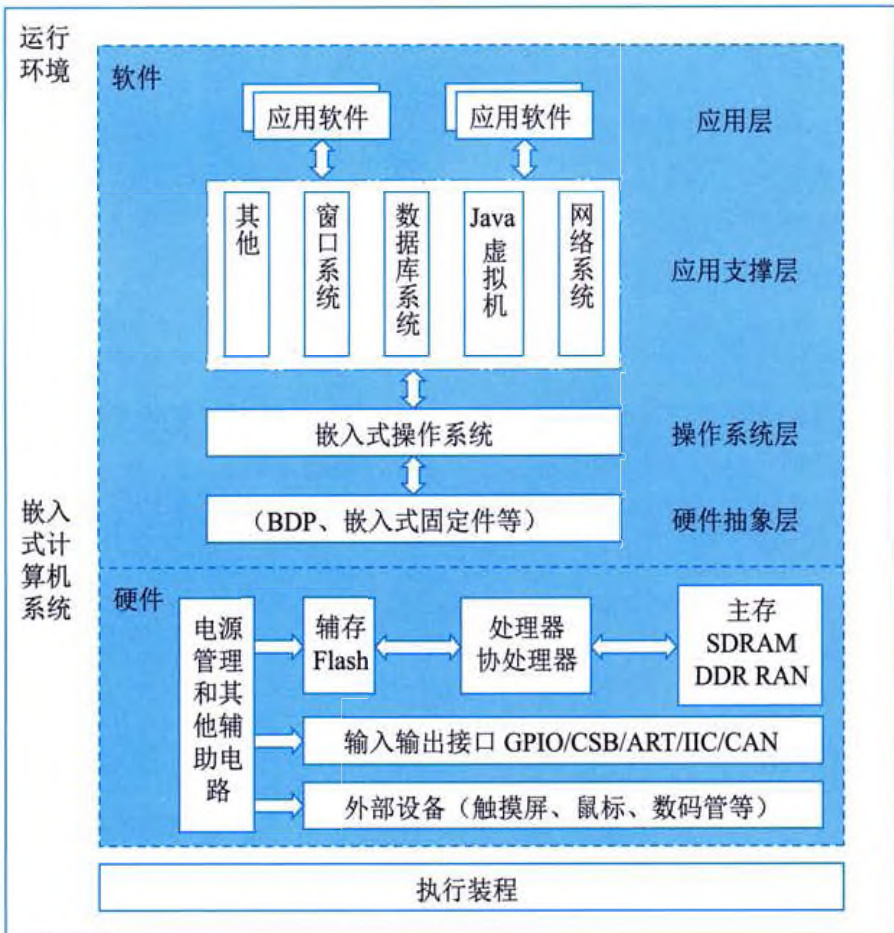 运行
环境
软件
应用软件
应用软件
应用层
其他
窗口系统
数据库系统
Java
虚拟机
网络系统
应用支撑层
嵌入式操作系统
操作系统层
（BDP、嵌入式固定件等）
硬件抽象层
嵌入
式计
算机
系统
硬件
电源
管理
和其
他辅
助电
路
辅存
Flash
处理器
协处理器
主存
SDRAM
DDR RAN
输入输出接口 GPIO/CSB/ART/IIC/CAN
外部设备（触摸屏、鼠标、数码管等）
执行装程